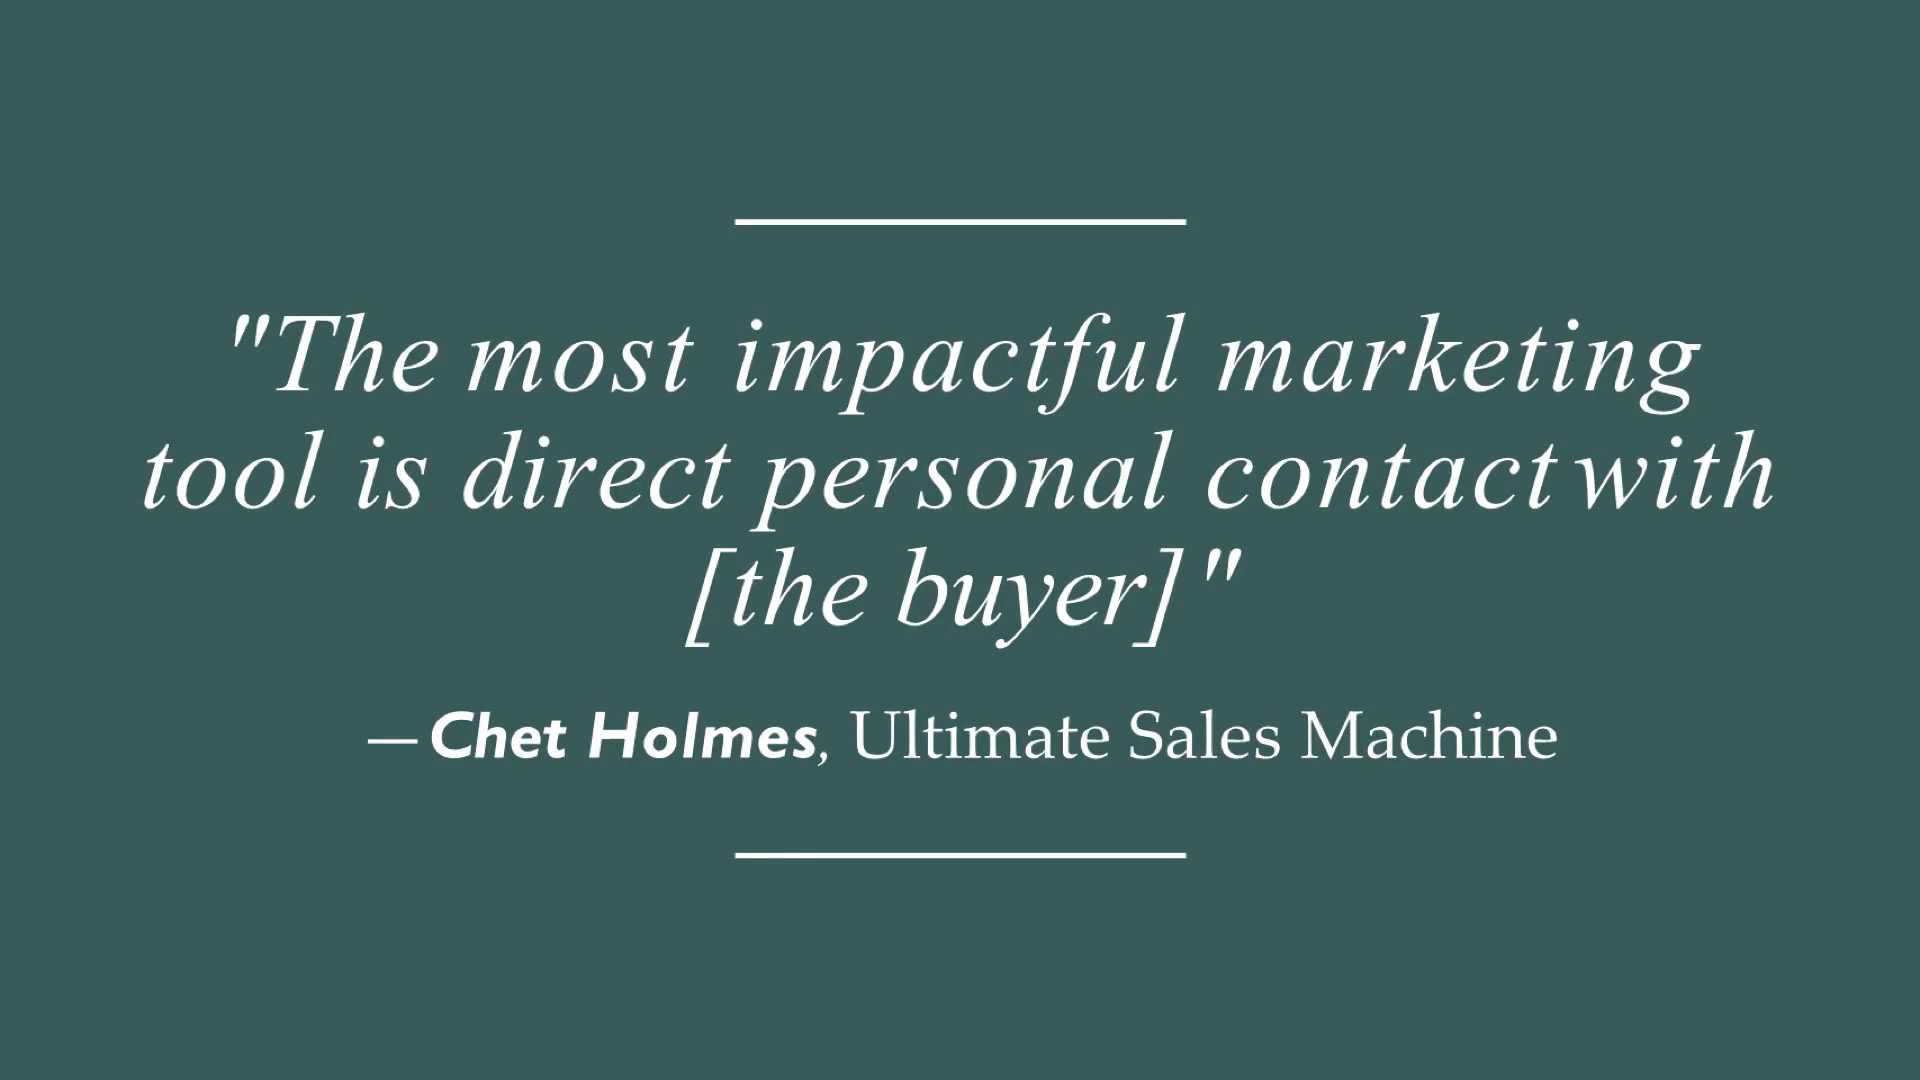 "The most impactful marketing
tool is direct personal contact with
[the buyer]"
—Chet Holmes, Ultimate Sales Machine